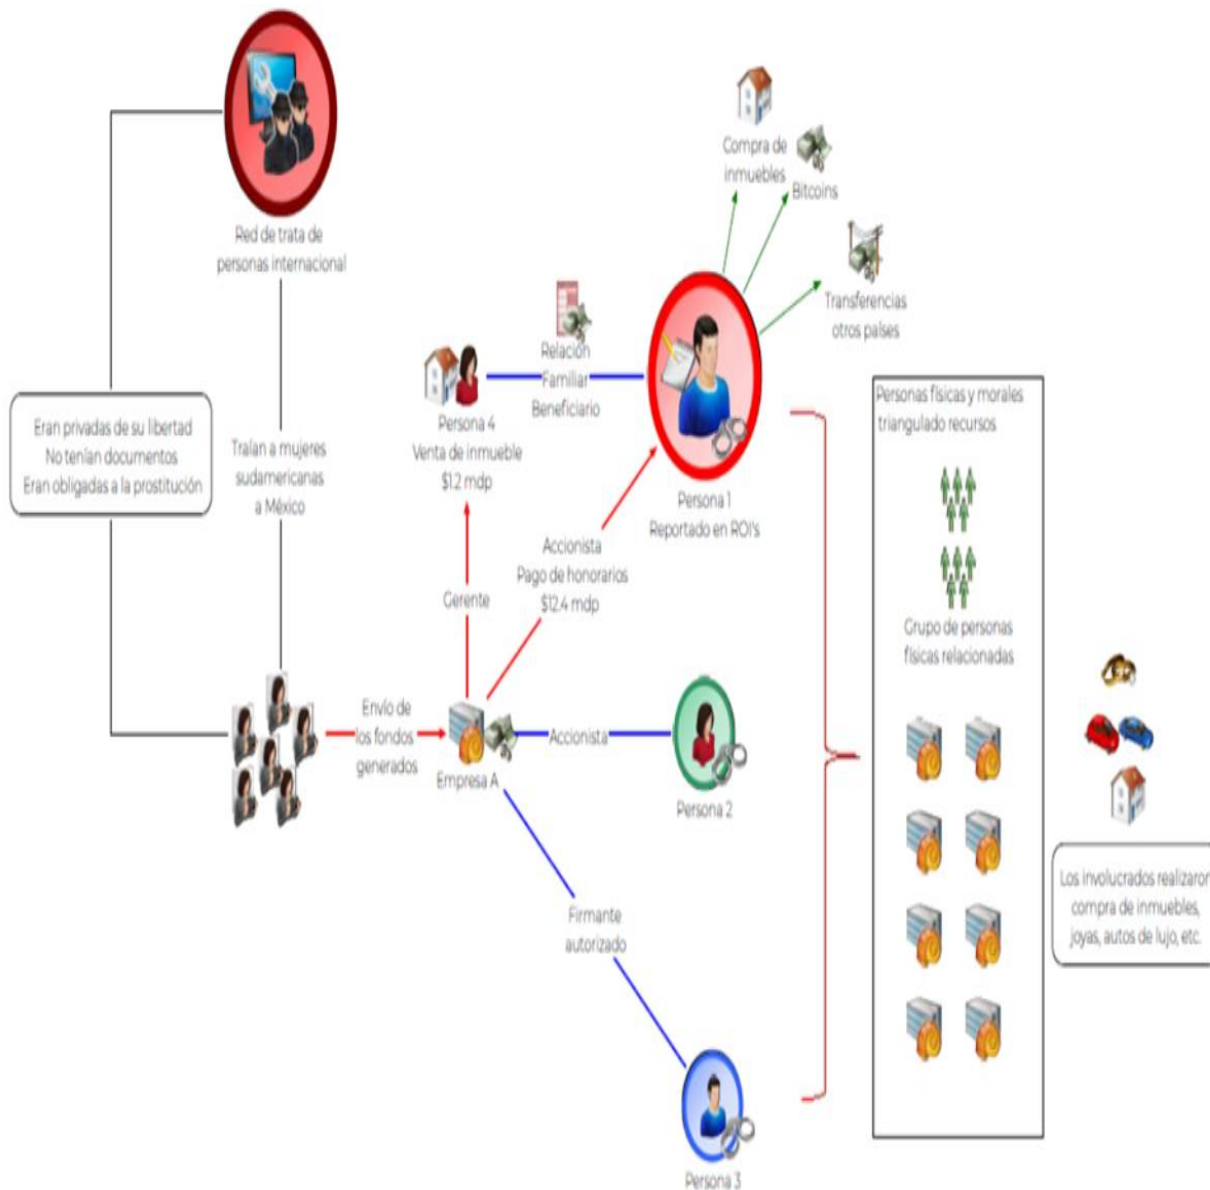 Red de trata de
personas internacional
Eran privadas de su libertad
No tenían documentos
Eran obligadas a la prostitución
Traían a mujeres
sudamericanas
a México
Envío de
los fondos
generados
Empresa A
Gerente
Persona 4
Venta de inmueble
$1.2 mdp
Relación
Familiar
Beneficiario
Accionista
Pago de honorarios
$12.4 mdp
Persona 1
Reportado en ROI's
Compra de
inmuebles
Bitcoins
Transferencias
otros países
Accionista
Persona 2
Firmante
autorizado
Persona 3
Personas físicas y morales
triangulado recursos
Grupo de personas
físicas relacionadas
Los involucrados realizaron
compra de inmuebles,
joyas, autos de lujo, etc.